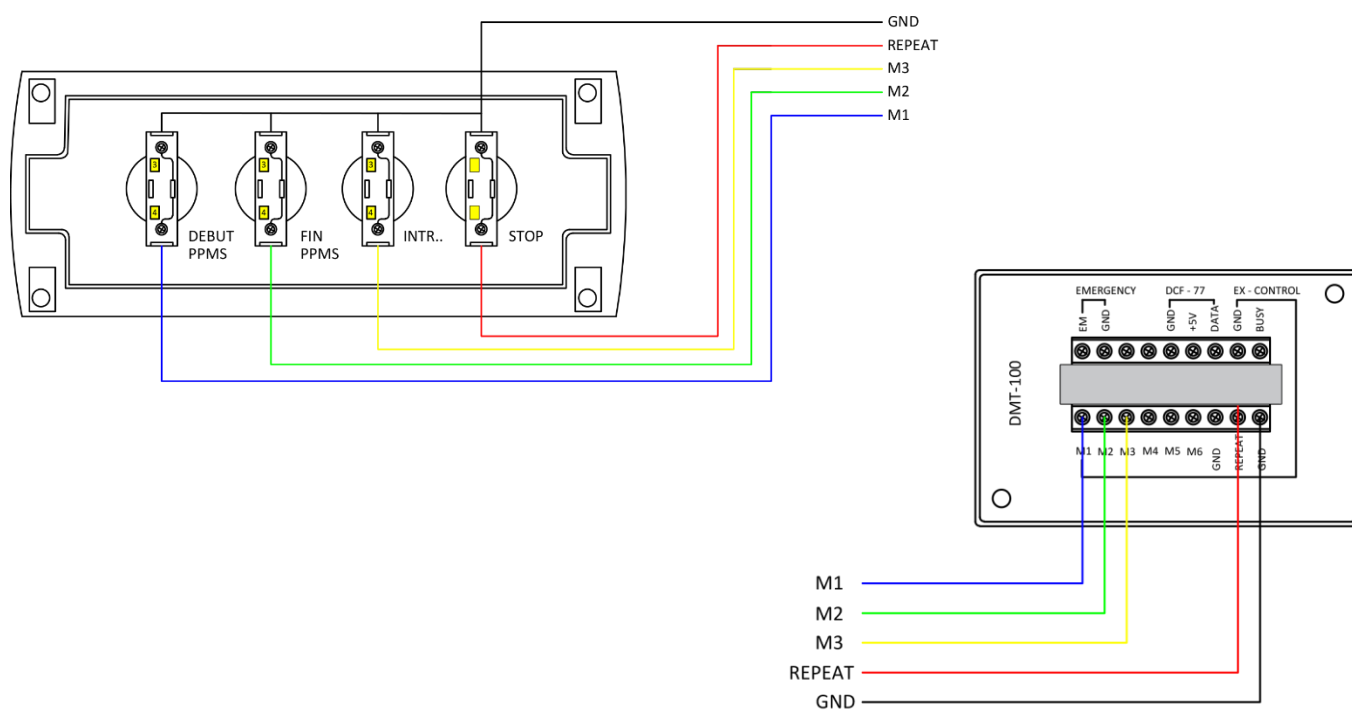 GND
REPEAT
M3
M2
M1
3
3
3
4
4
4
DEBUT
PPMS
FIN
PPMS
INTR..
STOP
EMERGENCY
DCF - 77
EX - CONTROL
EM
GND
GND
+5V
DATA
GND
BUSY
DMT-100
M1
M2
M3
M4
M5
M6
GND
REPEAT
GND
M1
M2
M3
REPEAT
GND